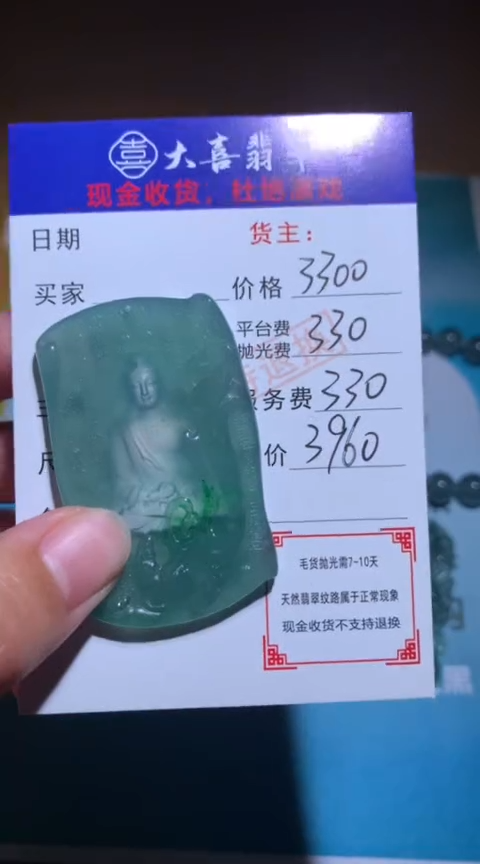 喜 大喜翡
现金收货，杜绝游戏
日期
货主：
买家
价格 3300
平台费
抛光费 330
服务费 330
价 3960
毛货抛光需7-10天
天然翡翠纹路属于正常现象
现金收货不支持退换